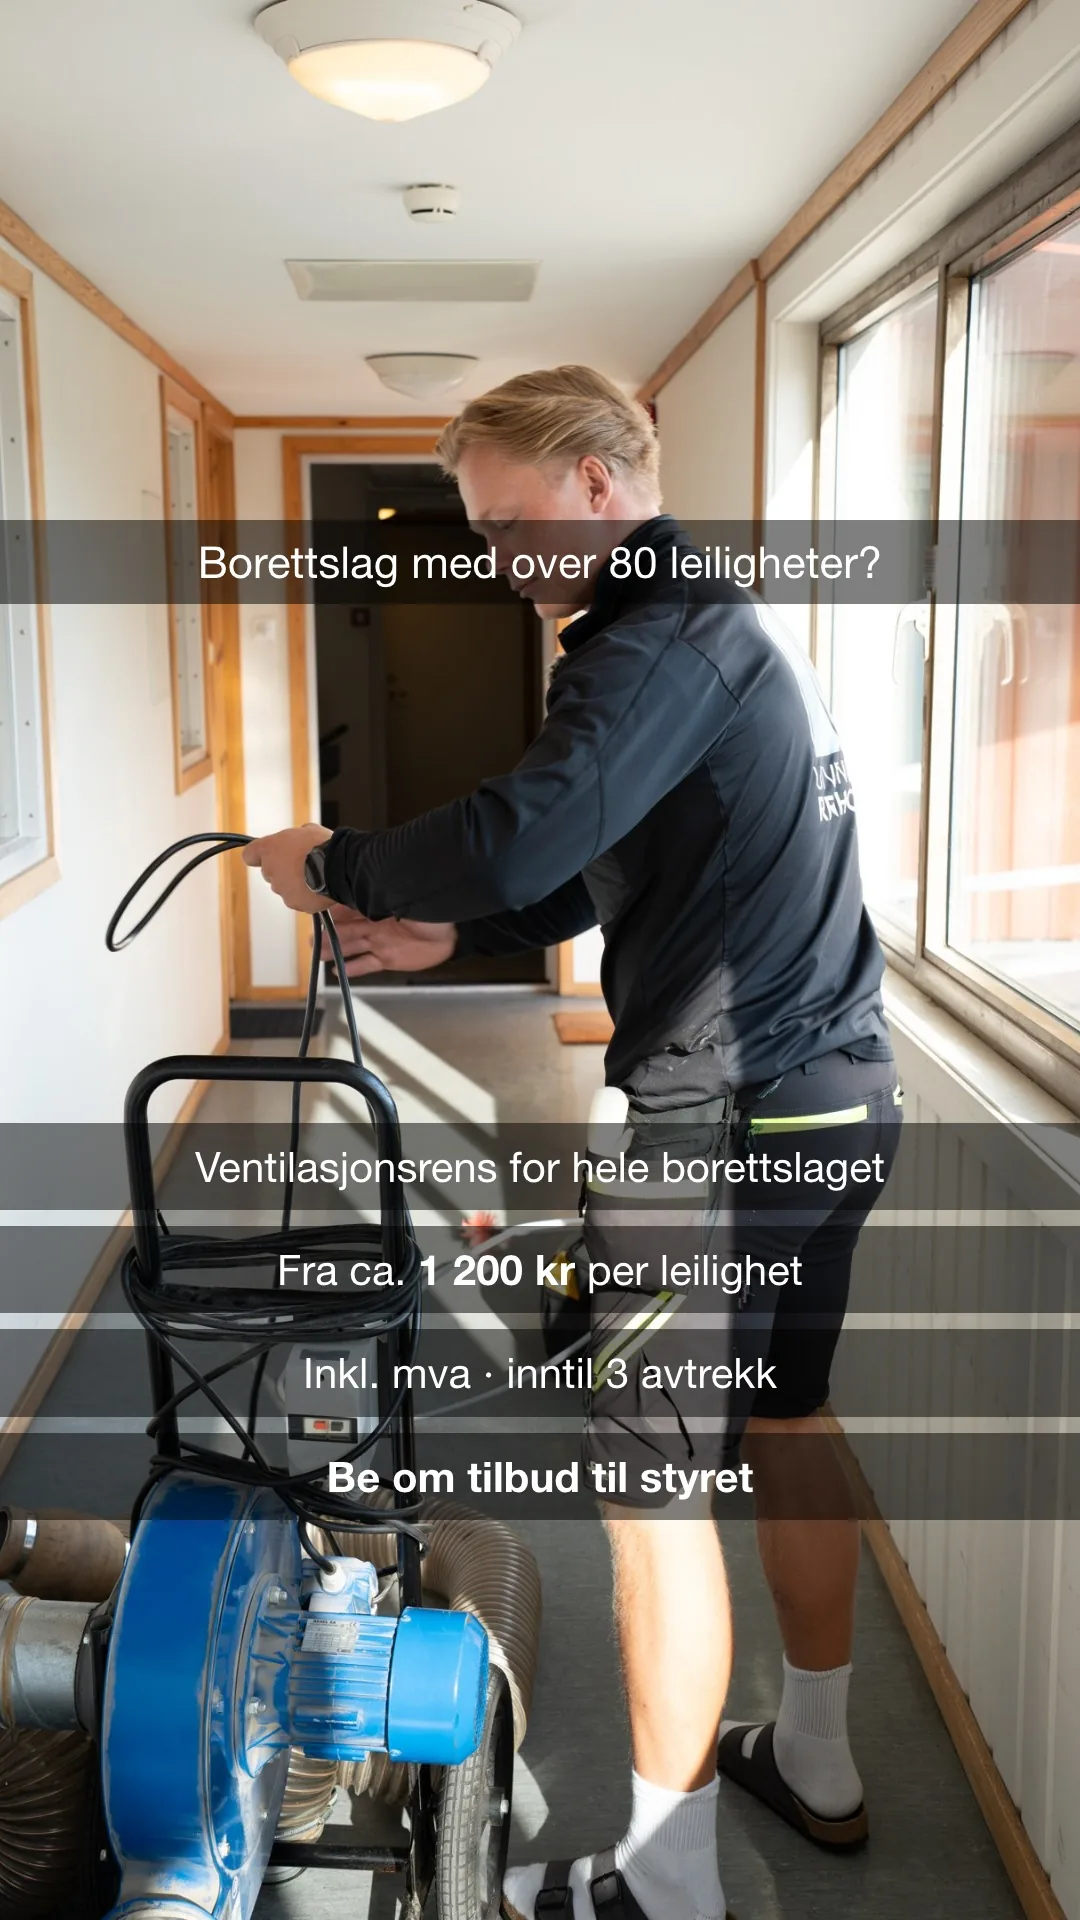 Borettslag med over 80 leiligheter?
Ventilasjonsrens for hele borettslaget
Fra ca. 1 200 kr per leilighet
Inkl. mva · inntil 3 avtrekk
Be om tilbud til styret